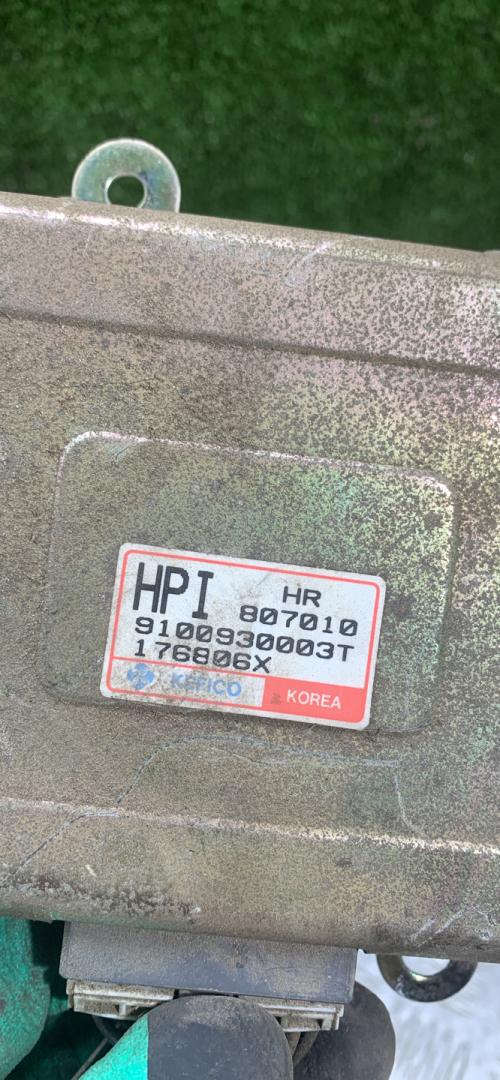 HPI HR
807010
9100930003T
176806X
KEFICO KOREA